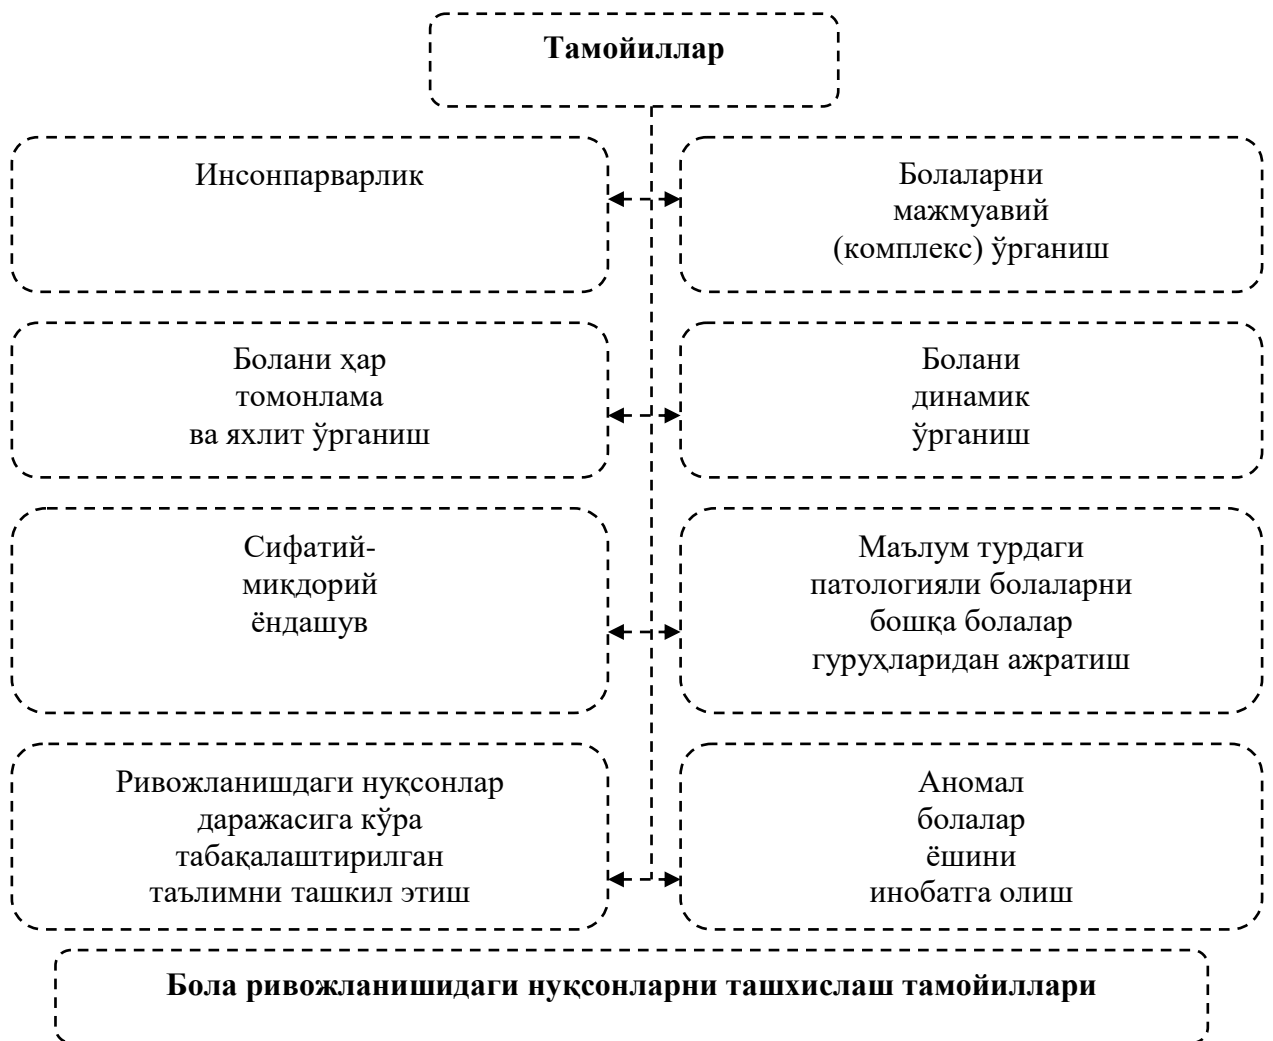 Тамойиллар
Инсонпарварлик
Болаларни
мажмуавий
(комплекс) ўрганиш
Болани ҳар
томонлама
ва яхлит ўрганиш
Болани
динамик
ўрганиш
Сифатий-
миқдорий
ёндашув
Маълум турдаги
патологияли болаларни
бошқа болалар
гуруҳларидан ажратиш
Ривожланишдаги нуқсонлар
даражасига кўра
табақалаштирилган
таълимни ташкил этиш
Аномал
болалар
ёшини
инобатга олиш
Бола ривожланишидаги нуқсонларни ташхислаш тамойиллари